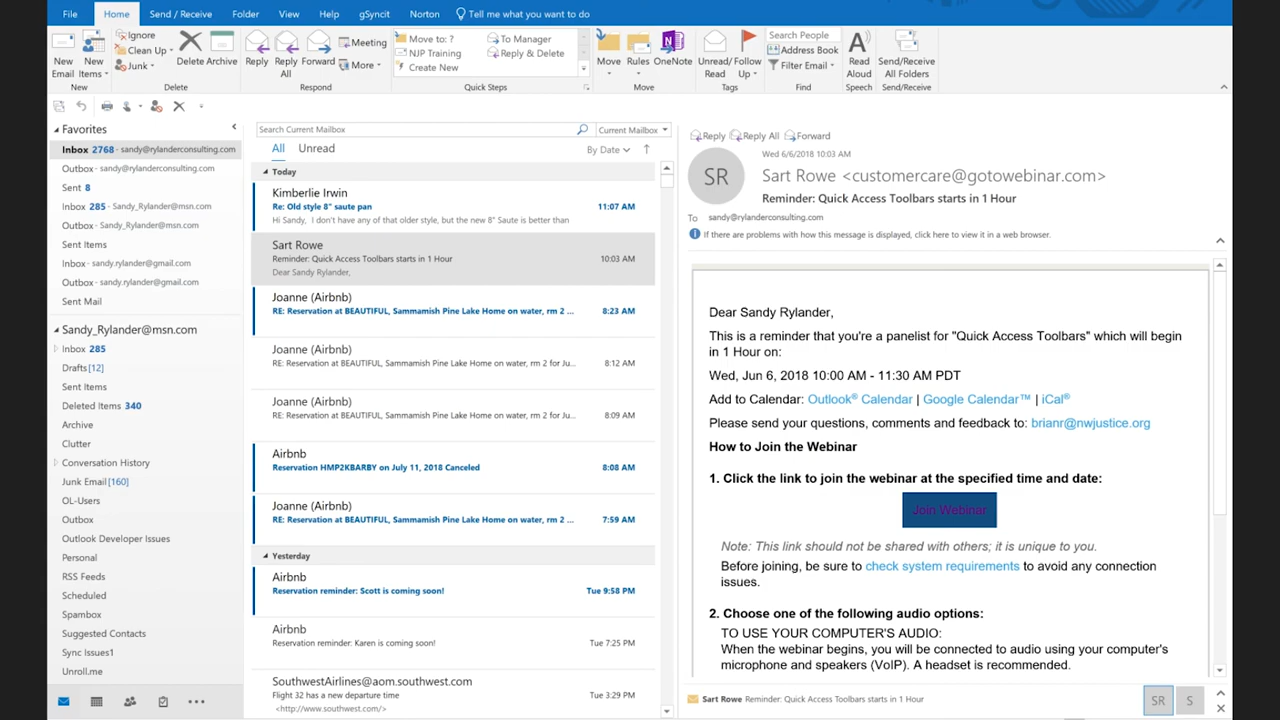 File Home Send / Receive Folder View Help gSyncit Norton Tell me what you want to do
New Email
New Items
Ignore
Clean Up
Junk
Delete
Archive
Reply
Reply All
Forward
Meeting
More
Move to: ?
NJP Training
Create New
To Manager
Reply & Delete
Move
Rules
OneNote
Unread/ Read
Follow Up
Search People
Address Book
Filter Email
Read Aloud
Send/Receive All Folders
New Delete Respond Quick Steps Move Tags Find Speech Send/Receive
Favorites
Inbox 2768 - sandy@rylanderconsulting.com
Outbox - sandy@rylanderconsulting.com
Sent 8
Inbox 285 - Sandy_Rylander@msn.com
Outbox - Sandy_Rylander@msn.com
Sent Items
Inbox - sandy.rylander@gmail.com
Outbox - sandy.rylander@gmail.com
Sent Mail
Sandy_Rylander@msn.com
Inbox 285
Drafts [12]
Sent Items
Deleted Items 340
Archive
Clutter
Conversation History
Junk Email [160]
OL-Users
Outbox
Outlook Developer Issues
Personal
RSS Feeds
Scheduled
Spambox
Suggested Contacts
Sync Issues1
Unroll.me
Search Current Mailbox Current Mailbox
All Unread By Date
Today
Kimberlie Irwin
Re: Old style 8" saute pan 11:07 AM
Hi Sandy, I don't have any of that older style, but the new 8" Saute is better than
Sart Rowe
Reminder: Quick Access Toolbars starts in 1 Hour 10:03 AM
Dear Sandy Rylander,
Joanne (Airbnb)
RE: Reservation at BEAUTIFUL, Sammamish Pine Lake Home on water, rm 2 ... 8:23 AM
Joanne (Airbnb)
RE: Reservation at BEAUTIFUL, Sammamish Pine Lake Home on water, rm 2 for Ju... 8:12 AM
Joanne (Airbnb)
RE: Reservation at BEAUTIFUL, Sammamish Pine Lake Home on water, rm 2 for Ju... 8:09 AM
Airbnb
Reservation HMP2KBARBY on July 11, 2018 Canceled 8:08 AM
Joanne (Airbnb)
RE: Reservation at BEAUTIFUL, Sammamish Pine Lake Home on water, rm 2 ... 7:59 AM
Yesterday
Airbnb
Reservation reminder: Scott is coming soon! Tue 9:58 PM
Airbnb
Reservation reminder: Karen is coming soon! Tue 7:25 PM
SouthwestAirlines@aom.southwest.com
Flight 32 has a new departure time Tue 3:29 PM
<http://www.southwest.com/>
Reply Reply All Forward
Wed 6/6/2018 10:03 AM
SR
Sart Rowe <customercare@gotowebinar.com>
Reminder: Quick Access Toolbars starts in 1 Hour
To sandy@rylanderconsulting.com
If there are problems with how this message is displayed, click here to view it in a web browser.
Dear Sandy Rylander,
This is a reminder that you're a panelist for "Quick Access Toolbars" which will begin
in 1 Hour on:
Wed, Jun 6, 2018 10:00 AM - 11:30 AM PDT
Add to Calendar: Outlook® Calendar | Google Calendar™ | iCal®
Please send your questions, comments and feedback to: brianr@nwjustice.org
How to Join the Webinar
1. Click the link to join the webinar at the specified time and date:
Join Webinar
Note: This link should not be shared with others; it is unique to you.
Before joining, be sure to check system requirements to avoid any connection
issues.
2. Choose one of the following audio options:
TO USE YOUR COMPUTER'S AUDIO:
When the webinar begins, you will be connected to audio using your computer's
microphone and speakers (VoIP). A headset is recommended.
Sart Rowe Reminder: Quick Access Toolbars starts in 1 Hour SR S